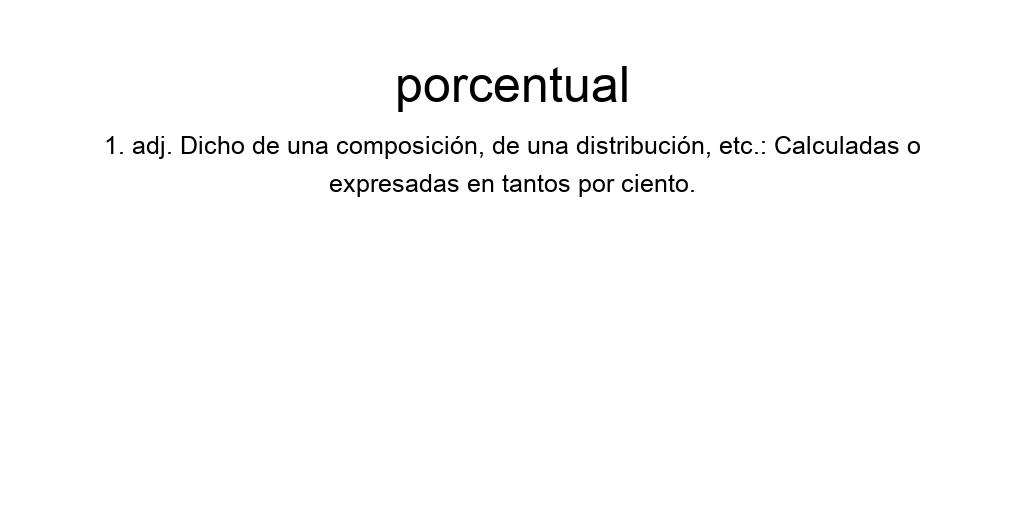 porcentual
1. adj. Dicho de una composición, de una distribución, etc.: Calculadas o
expresadas en tantos por ciento.